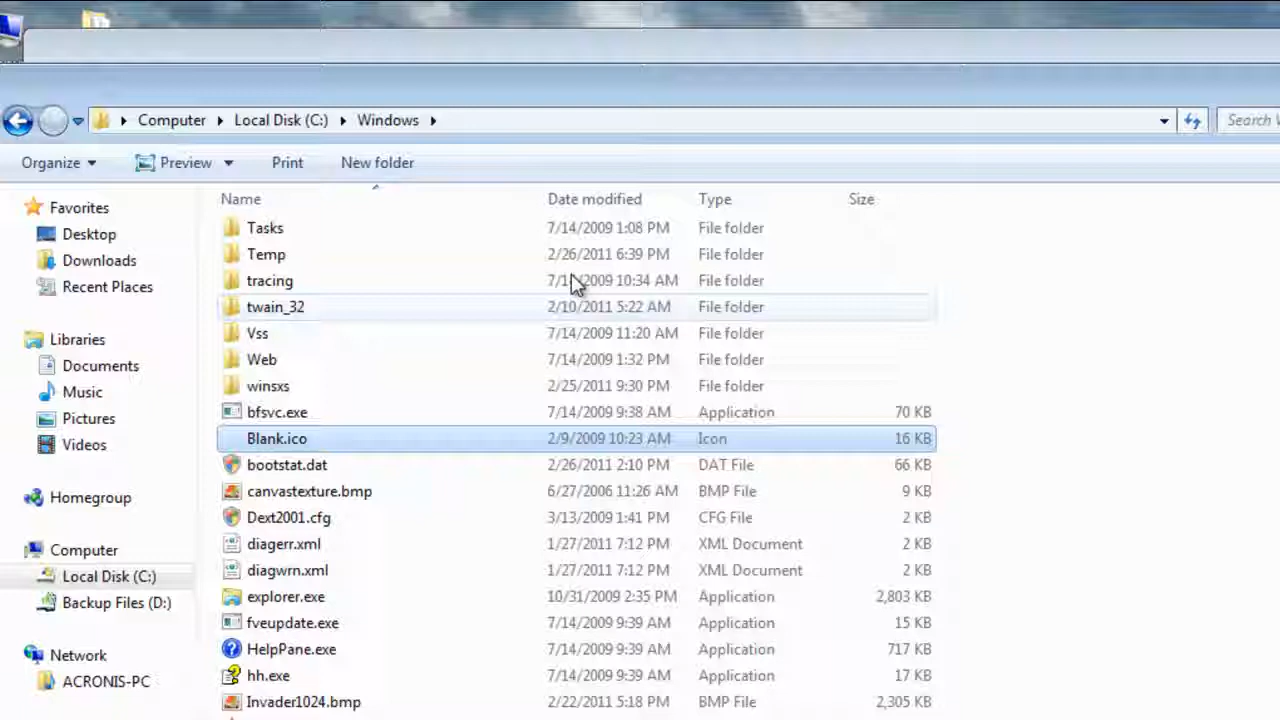 Computer Local Disk (C:) Windows
Search
Organize Preview Print New folder
Name Date modified Type Size
Favorites
Desktop
Downloads
Recent Places
Libraries
Documents
Music
Pictures
Videos
Homegroup
Computer
Local Disk (C:)
Backup Files (D:)
Network
ACRONIS-PC
Tasks 7/14/2009 1:08 PM File folder
Temp 2/26/2011 6:39 PM File folder
tracing 10:34 AM File folder
twain_32 2/10/2011 5:22 AM File folder
Vss 7/14/2009 11:20 AM File folder
Web 7/14/2009 1:32 PM File folder
winsxs 2/25/2011 9:30 PM File folder
bfsvc.exe 7/14/2009 9:38 AM Application 70 KB
Blank.ico 2/9/2009 10:23 AM Icon 16 KB
bootstat.dat 2/26/2011 2:10 PM DAT File 66 KB
canvastexture.bmp 6/27/2006 11:26 AM BMP File 9 KB
Dext2001.cfg 3/13/2009 1:41 PM CFG File 2 KB
diagerr.xml 1/27/2011 7:12 PM XML Document 2 KB
diagwrn.xml 1/27/2011 7:12 PM XML Document 2 KB
explorer.exe 10/31/2009 2:35 PM Application 2,803 KB
fveupdate.exe 7/14/2009 9:39 AM Application 15 KB
HelpPane.exe 7/14/2009 9:39 AM Application 717 KB
hh.exe 7/14/2009 9:39 AM Application 17 KB
Invader1024.bmp 2/22/2011 5:18 PM BMP File 2,305 KB